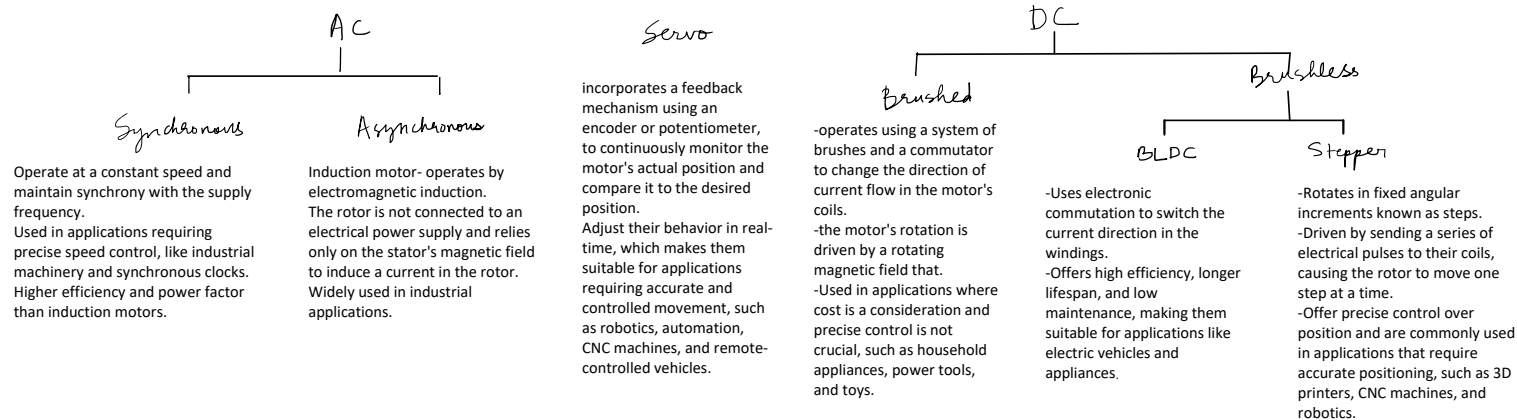 AC
Synchronous
Operate at a constant speed and
maintain synchrony with the supply
frequency.
Used in applications requiring
precise speed control, like industrial
machinery and synchronous clocks.
Higher efficiency and power factor
than induction motors.
Asynchronous
Induction motor- operates by
electromagnetic induction.
The rotor is not connected to an
electrical power supply and relies
only on the stator's magnetic field
to induce a current in the rotor.
Widely used in industrial
applications.
Servo
incorporates a feedback
mechanism using an
encoder or potentiometer,
to continuously monitor the
motor's actual position and
compare it to the desired
position.
Adjust their behavior in real-
time, which makes them
suitable for applications
requiring accurate and
controlled movement, such
as robotics, automation,
CNC machines, and remote-
controlled vehicles.
DC
Brushed
-operates using a system of
brushes and a commutator
to change the direction of
current flow in the motor's
coils.
-the motor's rotation is
driven by a rotating
magnetic field that.
-Used in applications where
cost is a consideration and
precise control is not
crucial, such as household
appliances, power tools,
and toys.
Brushless
BLDC
-Uses electronic
commutation to switch the
current direction in the
windings.
-Offers high efficiency, longer
lifespan, and low
maintenance, making them
suitable for applications like
electric vehicles and
appliances.
Stepper
-Rotates in fixed angular
increments known as steps.
-Driven by sending a series of
electrical pulses to their coils,
causing the rotor to move one
step at a time.
-Offer precise control over
position and are commonly used
in applications that require
accurate positioning, such as 3D
printers, CNC machines, and
robotics.